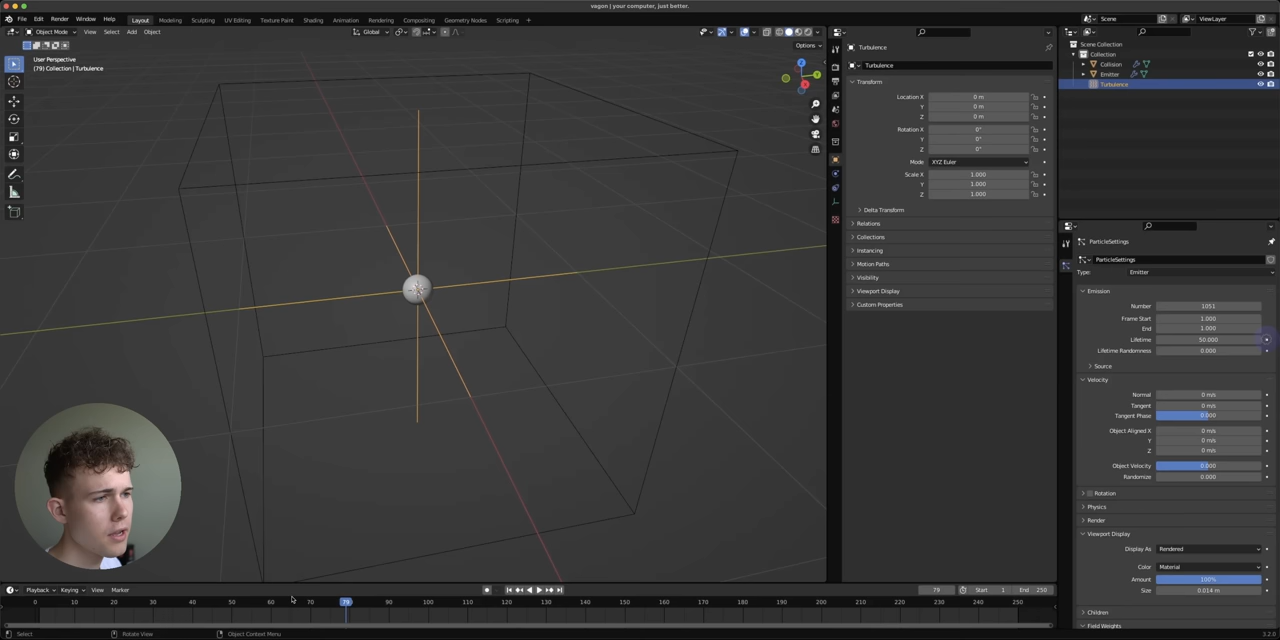 vagon | your computer, just better.
File Edit Render Window Help Layout Modeling Sculpting UV Editing Texture Paint Shading Animation Rendering Compositing Geometry Nodes Scripting + Scene ViewLayer
Object Mode View Select Add Object Global
Options
User Perspective
(79) Collection | Turbulence
X
Y
Z
Turbulence
Turbulence
Transform
Location X 0 m
Y 0 m
Z 0 m
Rotation X 0°
Y 0°
Z 0°
Mode XYZ Euler
Scale X 1.000
Y 1.000
Z 1.000
Delta Transform
Relations
Collections
Instancing
Motion Paths
Visibility
Viewport Display
Custom Properties
Scene Collection
Collection
Collision
Emitter
Turbulence
ParticleSettings
ParticleSettings
Type: Emitter
Emission
Number 1051
Frame Start 1.000
End 1.000
Lifetime 50.000
Lifetime Randomness 0.000
Source
Velocity
Normal 0 m/s
Tangent 0 m/s
Tangent Phase 0.000
Object Aligned X 0 m/s
Y 0 m/s
Z 0 m/s
Object Velocity 0.000
Randomize 0.000
Rotation
Physics
Render
Viewport Display
Display As Rendered
Color Material
Amount 100%
Size 0.014 m
Children
Field Weights
Playback Keying View Marker 79 Start 1 End 250
0 10 20 30 40 50 60 70 79 90 100 110 120 130 140 150 160 170 180 190 200 210 220 230 240 250
Select Rotate View Object Context Menu 3.2.0